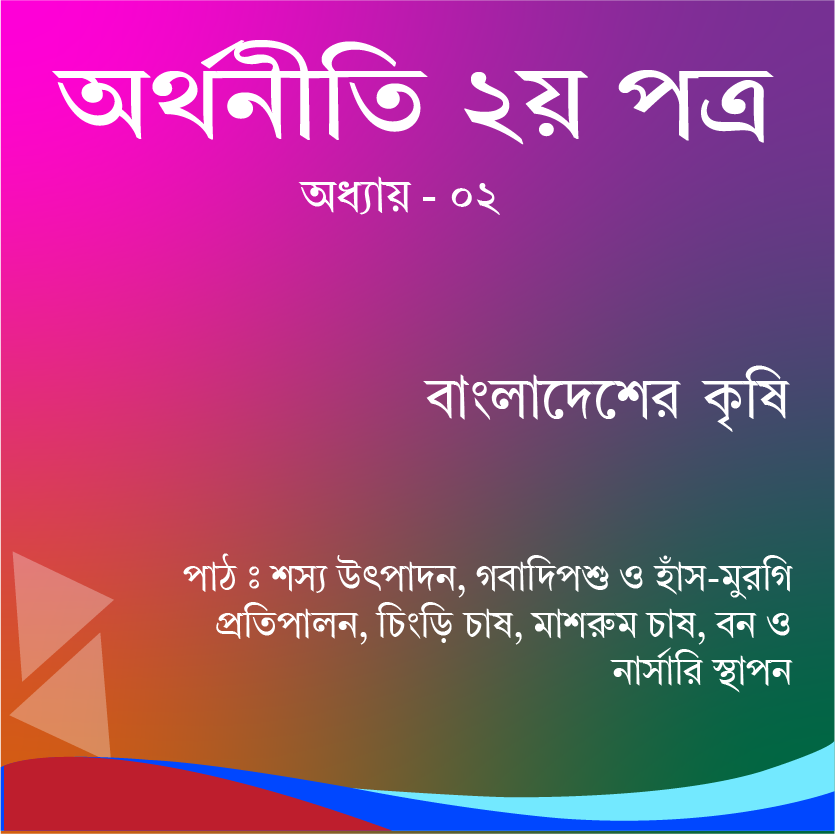 অর্থনীতি ২য় পত্র
অধ্যায় - ০২
বাংলাদেশের কৃষি
পাঠ ঃ শস্য উৎপাদন, গবাদিপশু ও হাঁস-মুরগি
প্রতিপালন, চিংড়ি চাষ, মাশরুম চাষ, বন ও
নার্সারি স্থাপন